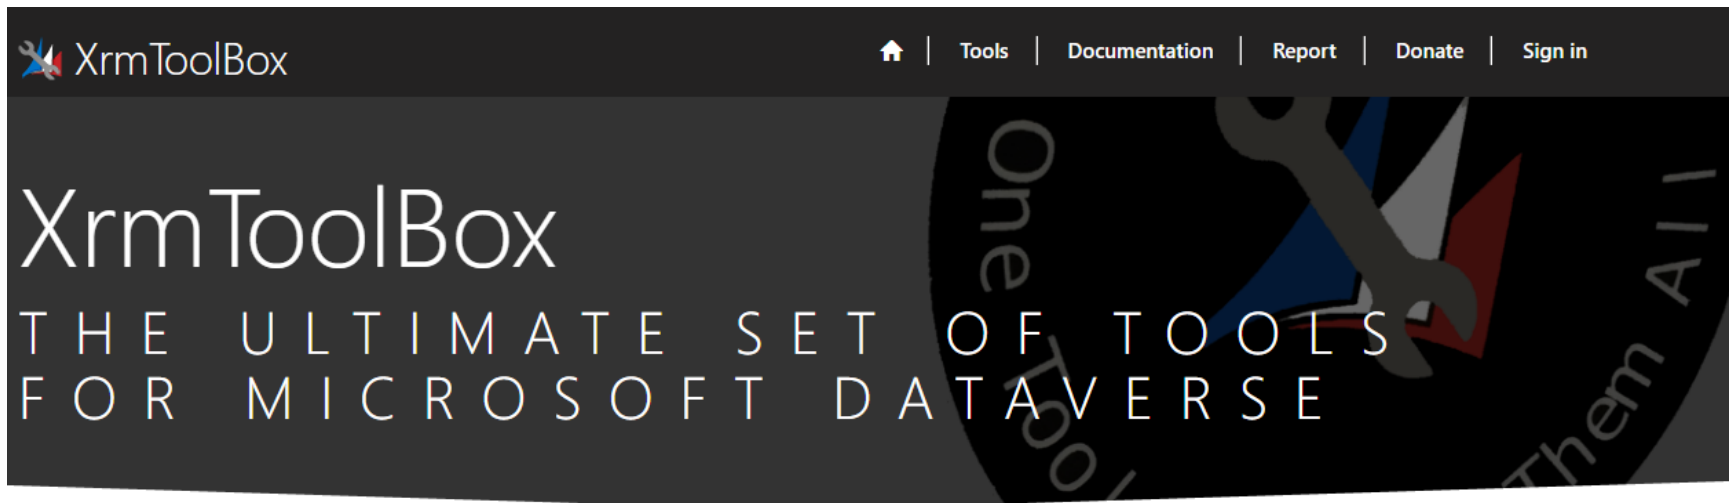 XrmToolBox
Tools
Documentation
Report
Donate
Sign in
XrmToolBox
THE ULTIMATE SET OF TOOLS
FOR MICROSOFT DATAVERSE
One Tool
Them All